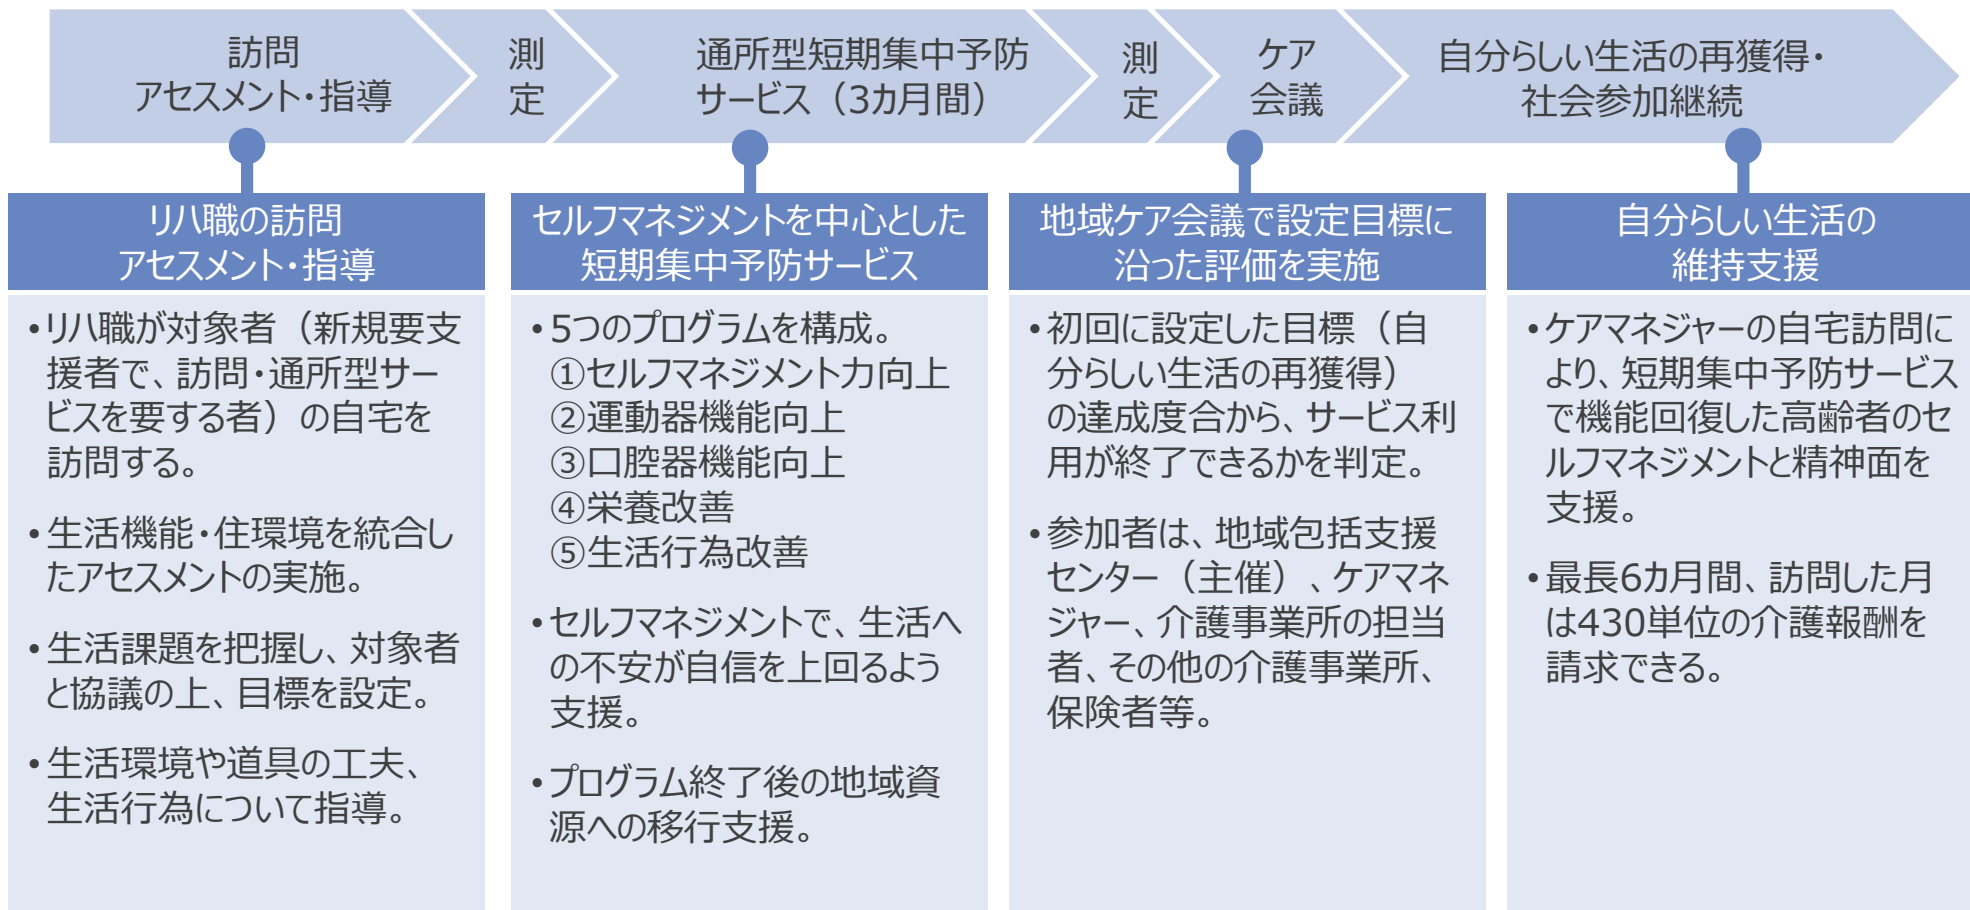 訪問
アセスメント・指導
測
定
通所型短期集中予防
サービス（3カ月間）
測
定
ケア
会議
自分らしい生活の再獲得・
社会参加継続
リハ職の訪問
アセスメント・指導
・リハ職が対象者（新規要支
援者で、訪問・通所型サー
ビスを要する者）の自宅を
訪問する。
・生活機能・住環境を統合し
たアセスメントの実施。
・生活課題を把握し、対象者
と協議の上、目標を設定。
・生活環境や道具の工夫、
生活行為について指導。
セルフマネジメントを中心とした
短期集中予防サービス
・5つのプログラムを構成。
①セルフマネジメント力向上
②運動器機能向上
③口腔器機能向上
④栄養改善
⑤生活行為改善
・セルフマネジメントで、生活へ
の不安が自信を上回るよう
支援。
・プログラム終了後の地域資
源への移行支援。
地域ケア会議で設定目標に
沿った評価を実施
・初回に設定した目標（自
分らしい生活の再獲得）
の達成度合から、サービス利
用が終了できるかを判定。
・参加者は、地域包括支援
センター（主催）、ケアマネ
ジャー、介護事業所の担当
者、その他の介護事業所、
保険者等。
自分らしい生活の
維持支援
・ケアマネジャーの自宅訪問に
より、短期集中予防サービス
で機能回復した高齢者のセ
ルフマネジメントと精神面を
支援。
・最長6カ月間、訪問した月
は430単位の介護報酬を
請求できる。